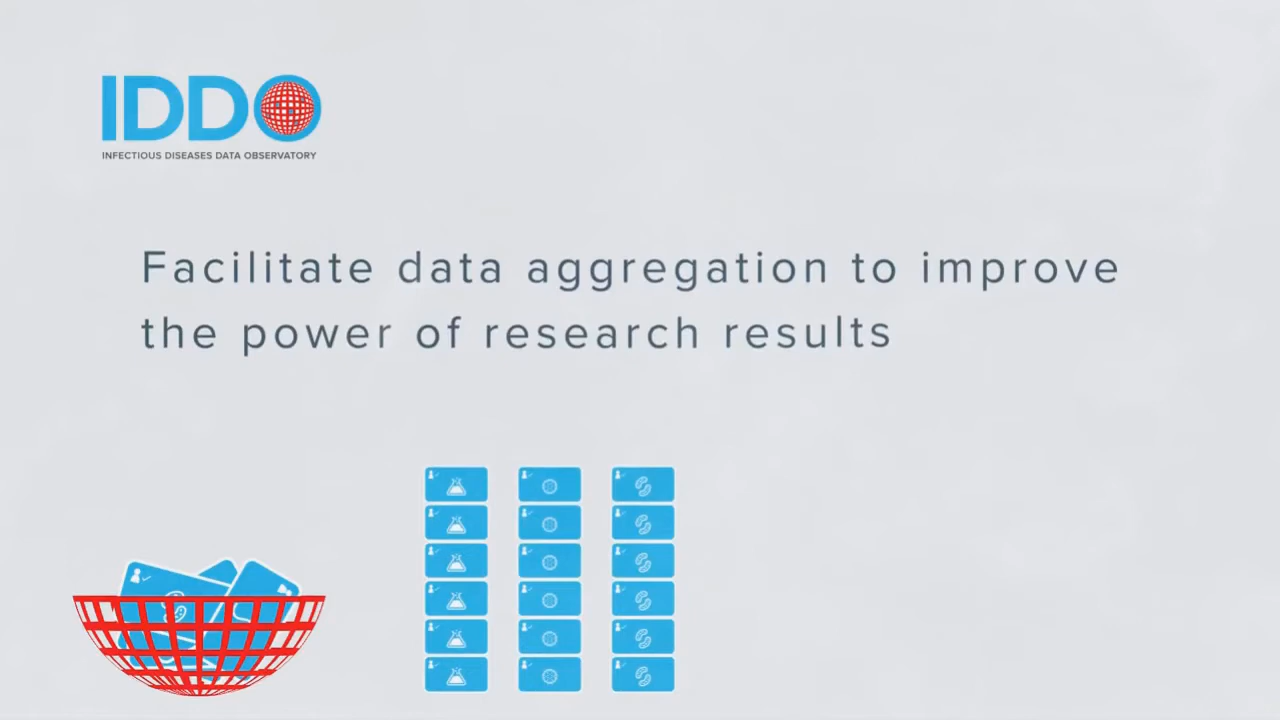 IDDO
INFECTIOUS DISEASES DATA OBSERVATORY
Facilitate data aggregation to improve
the power of research results